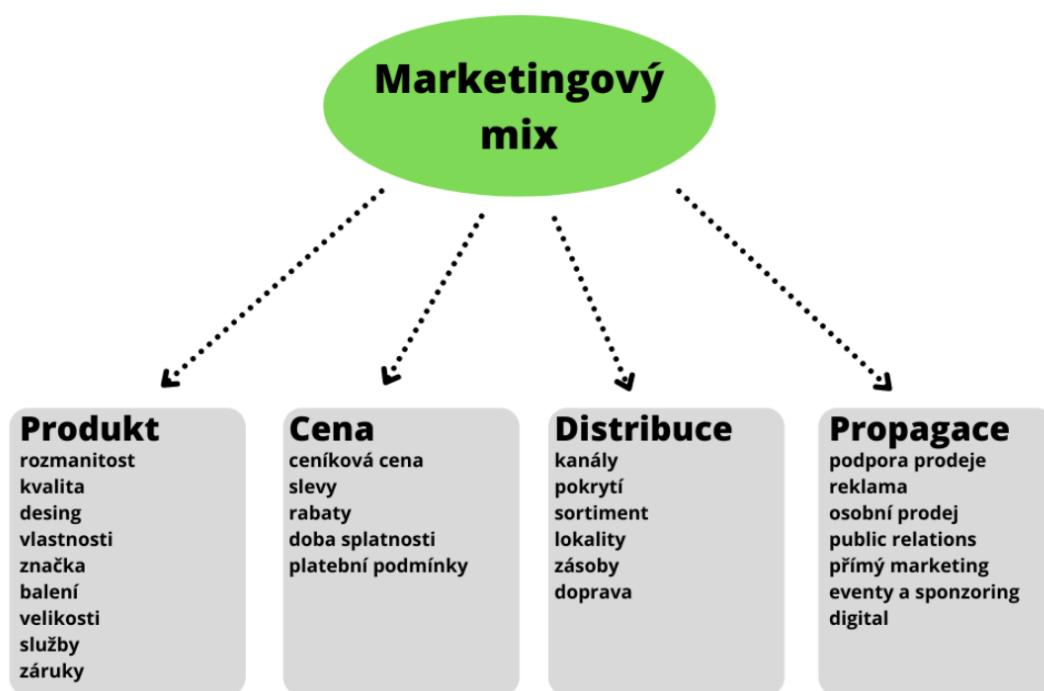 Marketingový
mix
Produkt
rozmanitost
kvalita
desing
vlastnosti
značka
balení
velikosti
služby
záruky
Cena
ceníková cena
slevy
rabaty
doba splatnosti
platební podmínky
Distribuce
kanály
pokrytí
sortiment
lokality
zásoby
doprava
Propagace
podpora prodeje
reklama
osobní prodej
public relations
přímý marketing
eventy a sponzoring
digital